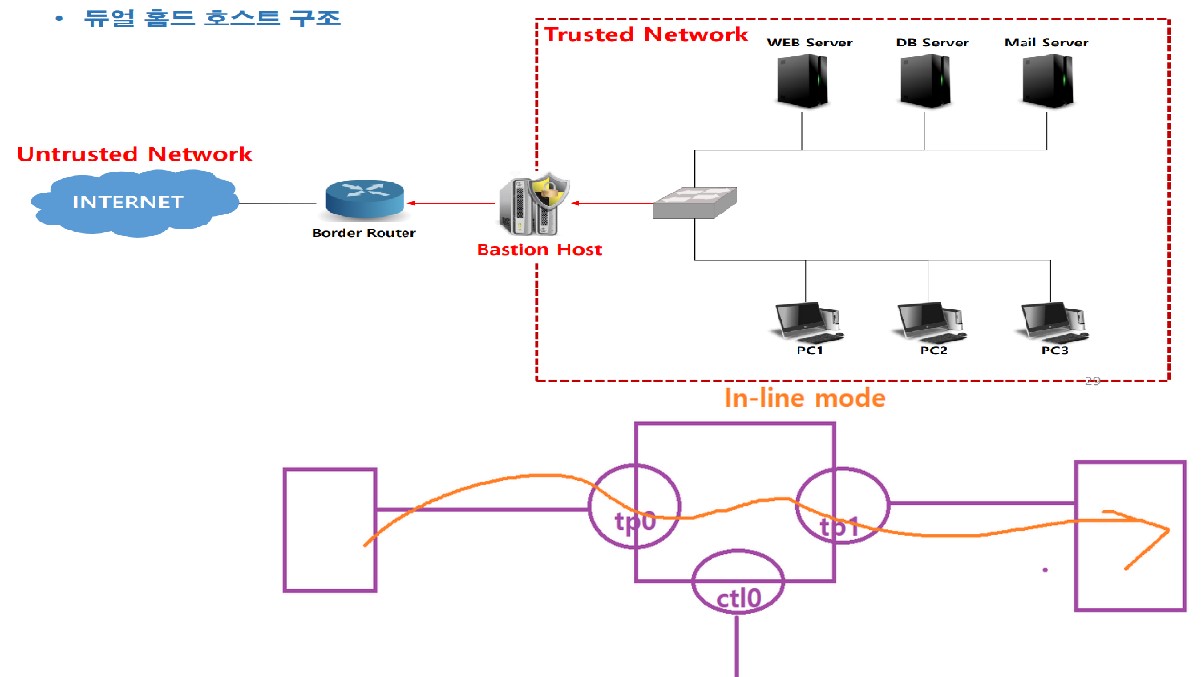 • 듀얼 홈드 호스트 구조
Trusted Network
WEB Server
DB Server
Mail Server
Untrusted Network
INTERNET
Border Router
Bastion Host
PC1
PC2
PC3
In-line mode
tp0
tp1
ctl0